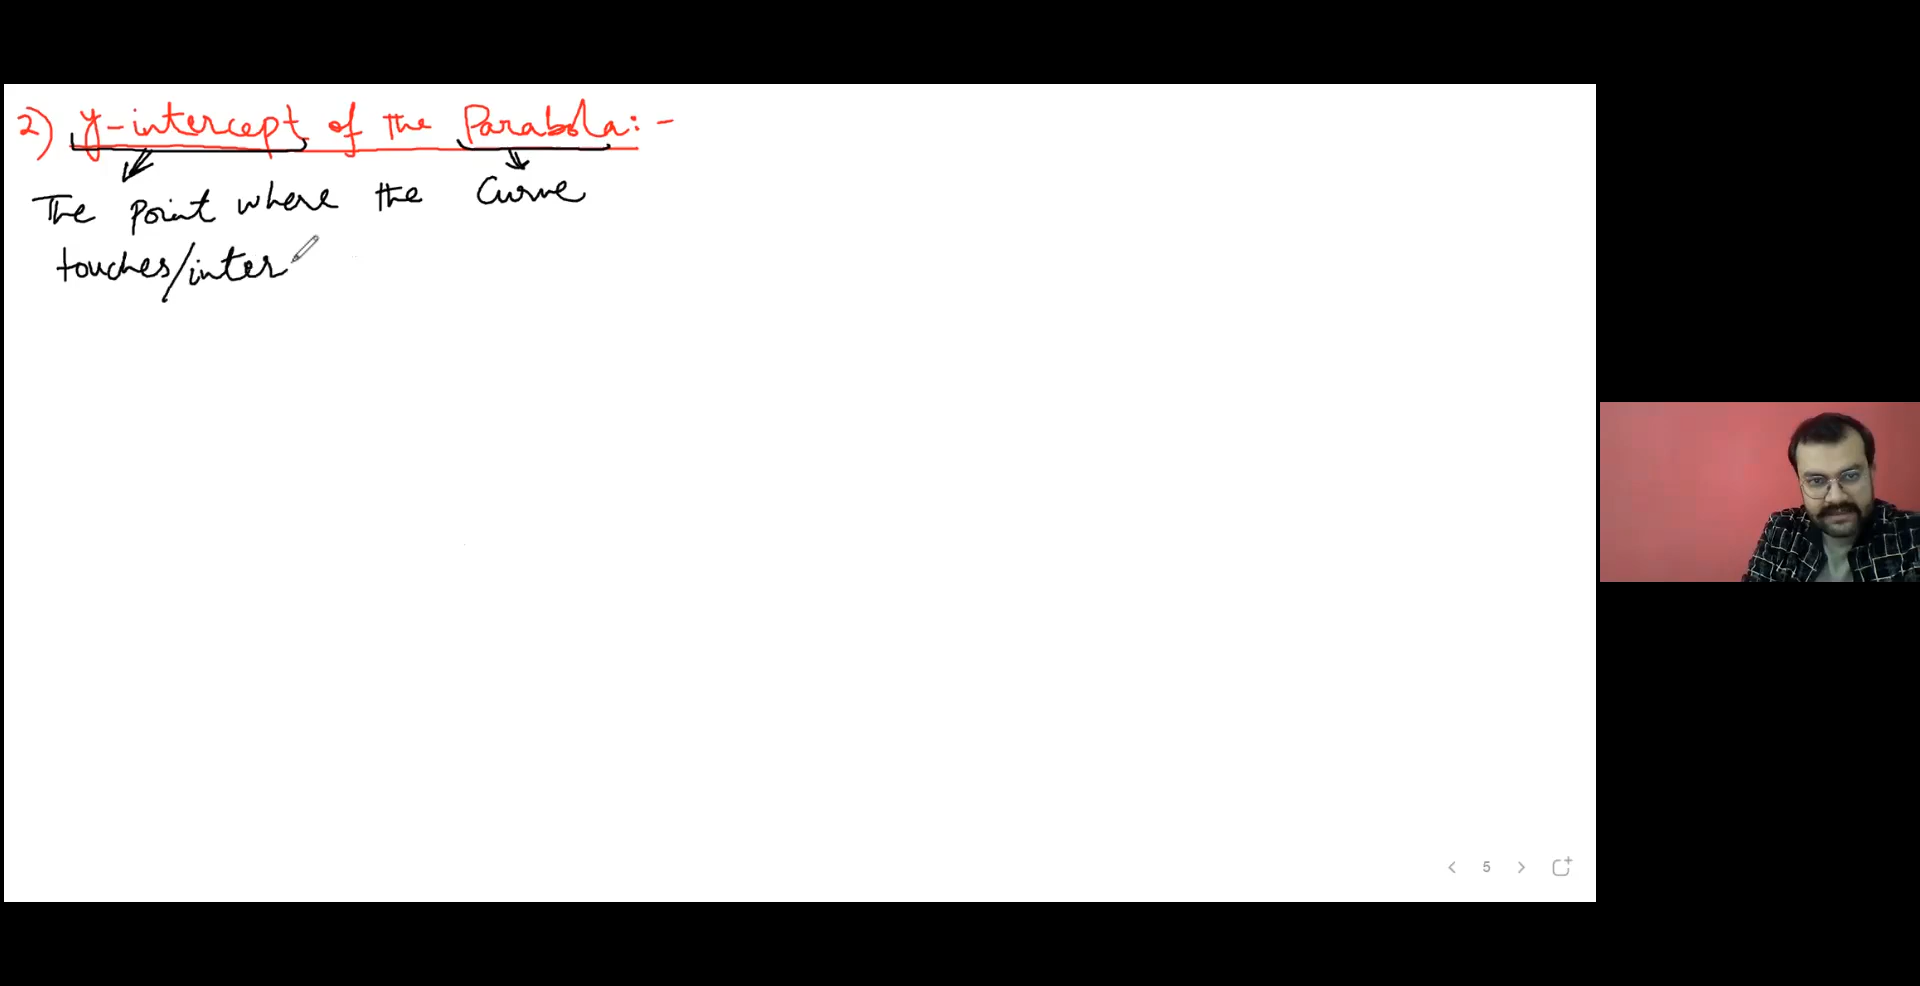 2) y-intercept of the Parabola:-
The point where the Curve
touches/inter
5